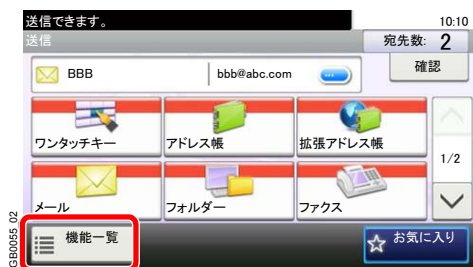 送信できます。 10:10
送信
宛先数: 2
BBB bbb@abc.com
確認
ワンタッチキー アドレス帳 拡張アドレス帳
1/2
メール フォルダー ファクス
機能一覧
お気に入り
GB0055_02